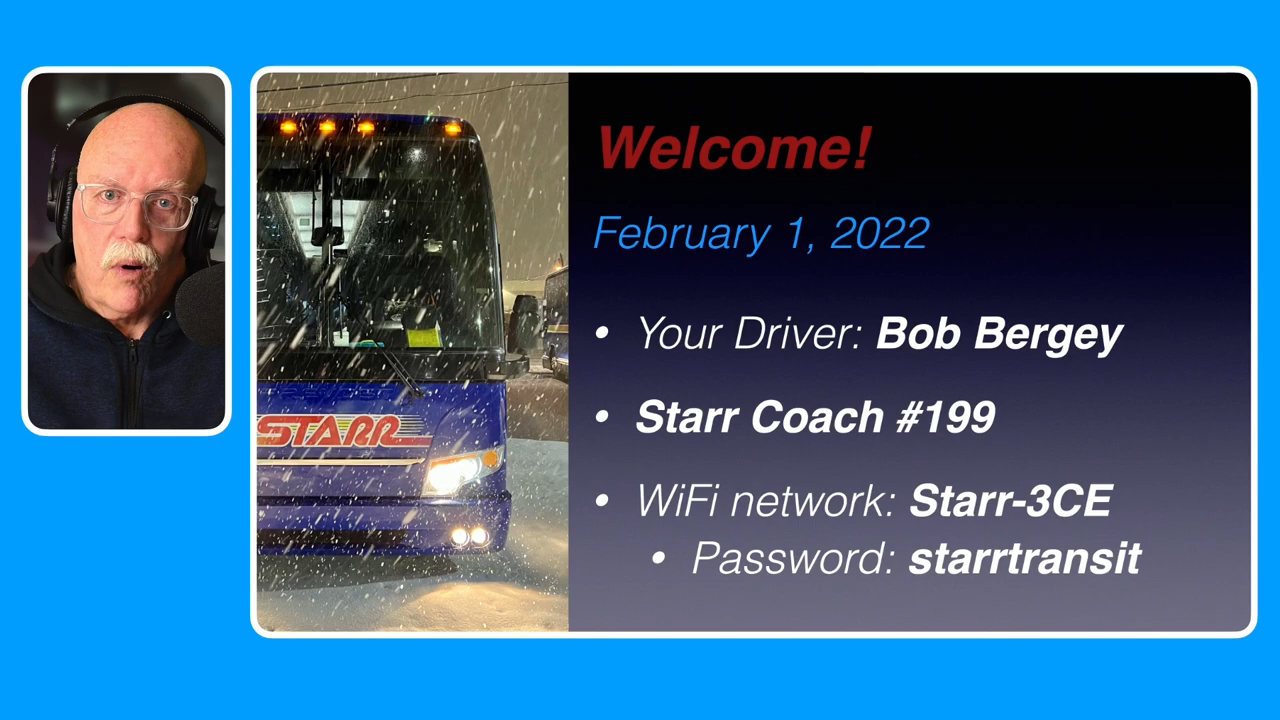 STARR
Welcome!
February 1, 2022
• Your Driver: Bob Bergey
• Starr Coach #199
• WiFi network: Starr-3CE
• Password: starrtransit